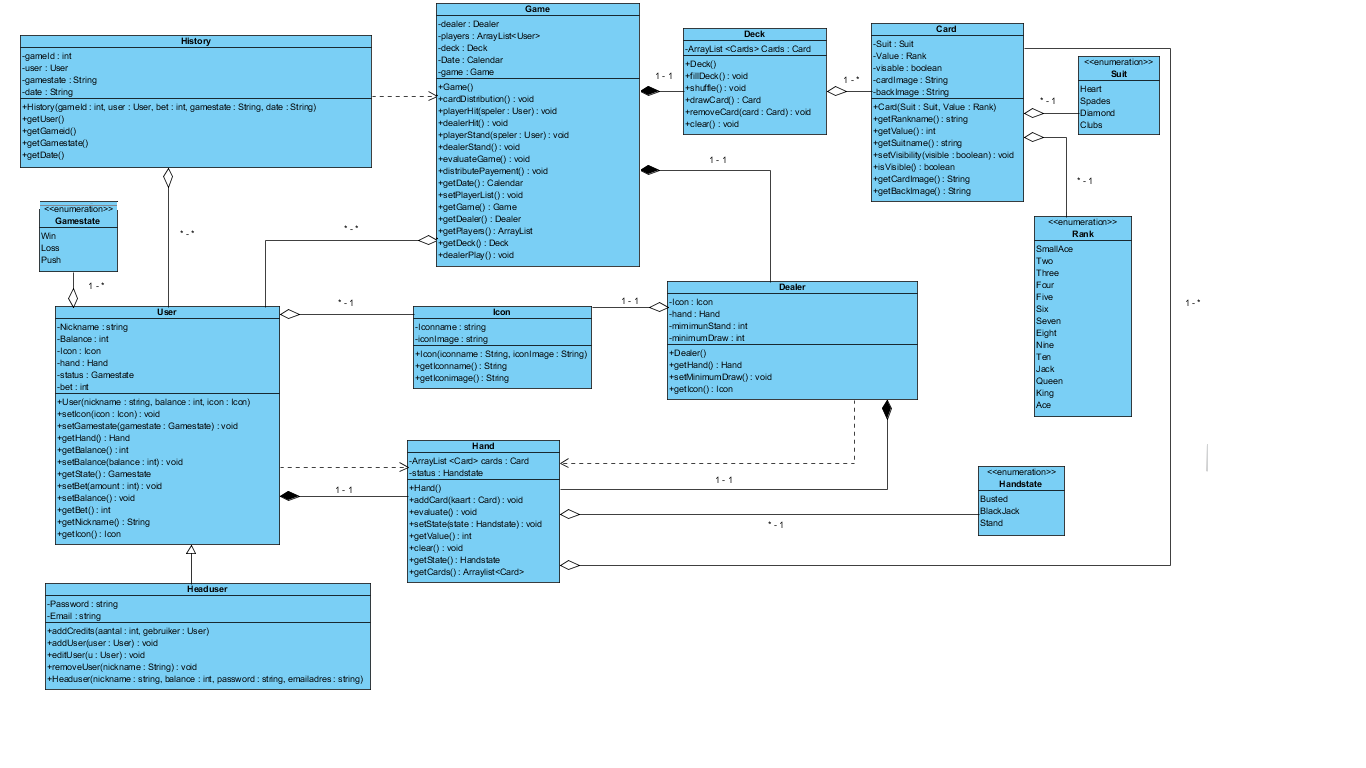 History
-gameId : int
-user : User
-gamestate : String
-date : String
+History(gameId : int, user : User, bet : int, gamestate : String, date : String)
+getUser()
+getGameid()
+getGamestate()
+getDate()
Game
-dealer : Dealer
-players : ArrayList<User>
-deck : Deck
-Date : Calendar
-game : Game
+Game()
+cardDistribution() : void
+playerHit(speler : User) : void
+dealerHit() : void
+playerStand(speler : User) : void
+dealerStand() : void
+evaluateGame() : void
+distributePayement() : void
+getDate() : Calendar
+setPlayerList() : void
+getGame() : Game
+getDealer() : Dealer
+getPlayers() : ArrayList
+getDeck() : Deck
+dealerPlay() : void
1 - 1
Deck
-ArrayList <Cards> Cards : Card
+Deck()
+fillDeck() : void
+shuffle() : void
+drawCard() : Card
+removeCard(card : Card) : void
+clear() : void
1 - *
Card
-Suit : Suit
-Value : Rank
-visable : boolean
-cardImage : String
-backImage : String
+Card(Suit : Suit, Value : Rank)
+getRankname() : string
+getValue() : int
+getSuitname() : string
+setVisibility(visible : boolean) : void
+isVisible() : boolean
+getCardImage() : String
+getBackImage() : String
* - 1
<<enumeration>>
Suit
Heart
Spades
Diamond
Clubs
* - 1
<<enumeration>>
Rank
SmallAce
Two
Three
Four
Five
Six
Seven
Eight
Nine
Ten
Jack
Queen
King
Ace
1 - *
1 - 1
<<enumeration>>
Gamestate
Win
Loss
Push
* - *
* - *
1 - *
User
-Nickname : string
-Balance : int
-Icon : Icon
-hand : Hand
-status : Gamestate
-bet : int
+User(nickname : string, balance : int, icon : Icon)
+setIcon(icon : Icon) : void
+setGamestate(gamestate : Gamestate) : void
+getHand() : Hand
+getBalance() : int
+setBalance(balance : int) : void
+getState() : Gamestate
+setBet(amount : int) : void
+setBalance() : void
+getBet() : int
+getNickname() : String
+getIcon() : Icon
* - 1
Icon
-Iconname : string
-iconImage : string
+Icon(iconname : String, iconImage : String)
+getIconname() : String
+getIconimage() : String
1 - 1
Dealer
-Icon : Icon
-hand : Hand
-mimimunStand : int
-minimumDraw : int
+Dealer()
+getHand() : Hand
+setMinimumDraw() : void
+getIcon() : Icon
1 - 1
Hand
-ArrayList <Card> cards : Card
-status : Handstate
+Hand()
+addCard(kaart : Card) : void
+evaluate() : void
+setState(state : Handstate) : void
+getValue() : int
+clear() : void
+getState() : Handstate
+getCards() : Arraylist<Card>
1 - 1
* - 1
<<enumeration>>
Handstate
Busted
BlackJack
Stand
Headuser
-Password : string
-Email : string
+addCredits(aantal : int, gebruiker : User)
+addUser(user : User) : void
+editUser(u : User) : void
+removeUser(nickname : String) : void
+Headuser(nickname : string, balance : int, password : string, emailadres : string)